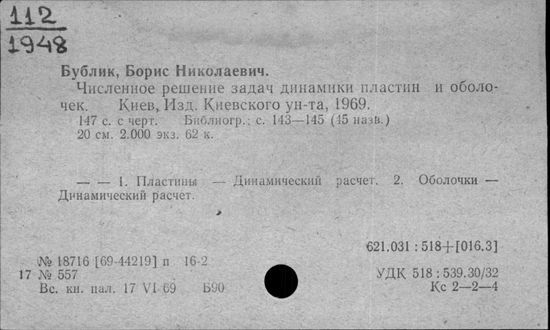 112
1948
Бублик, Борис Николаевич.
Численное решение задач динамики пластин и оболо-
чек. Киев, Изд. Киевского ун-та, 1969.
147 с. с черт. Библиогр.: с. 143—145 (15 назв.)
20 см. 2.000 экз. 62 к.
— — 1. Пластины — Динамический расчет. 2. Оболочки —
Динамический расчет.
621.031 : 518+[016.3]
№ 18716 [69-44219] п 16-2
17 № 557
УДК 518 : 539.30/32
Вс. кн. пал. 17 VI 69 Б90
Кс 2—2—4